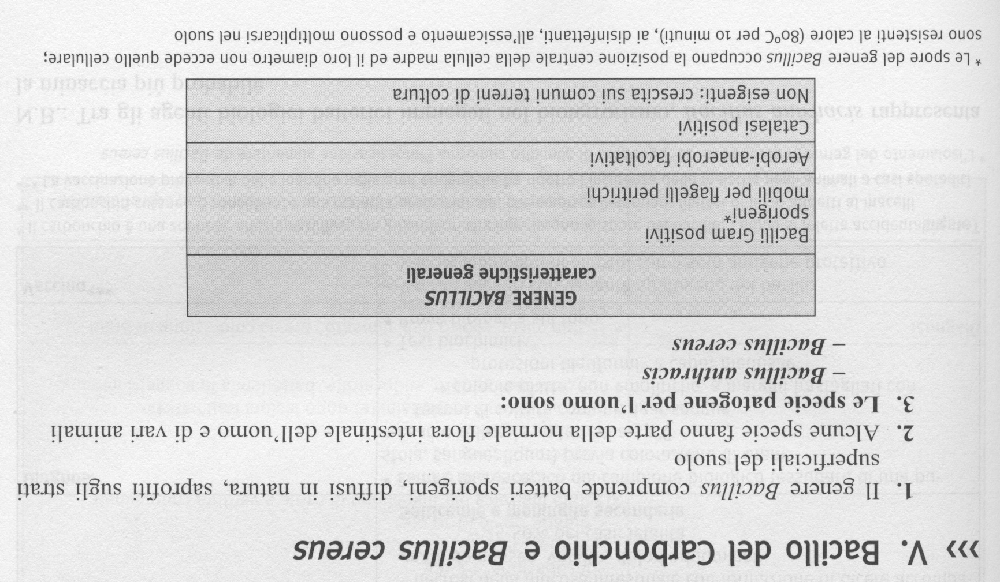 ››› V. Bacillo del Carbonchio e Bacillus cereus
1. Il genere Bacillus comprende batteri sporigeni, diffusi in natura, saprofiti sugli strati
superficiali del suolo
2. Alcune specie fanno parte della normale flora intestinale dell'uomo e di vari animali
3. Le specie patogene per l'uomo sono:
– Bacillus anthracis
– Bacillus cereus
GENERE BACILLUS
caratteristiche generali
Bacilli Gram positivi
sporigeni*
mobili per flagelli peritrichi
Aerobi-anaerobi facoltativi
Catalasi positivi
Non esigenti: crescita sui comuni terreni di coltura
* Le spore del genere Bacillus occupano la posizione centrale della cellula madre ed il loro diametro non eccede quello cellulare;
sono resistenti al calore (80°C per 10 minuti), ai disinfettanti, all'essicamento e possono moltiplicarsi nel suolo